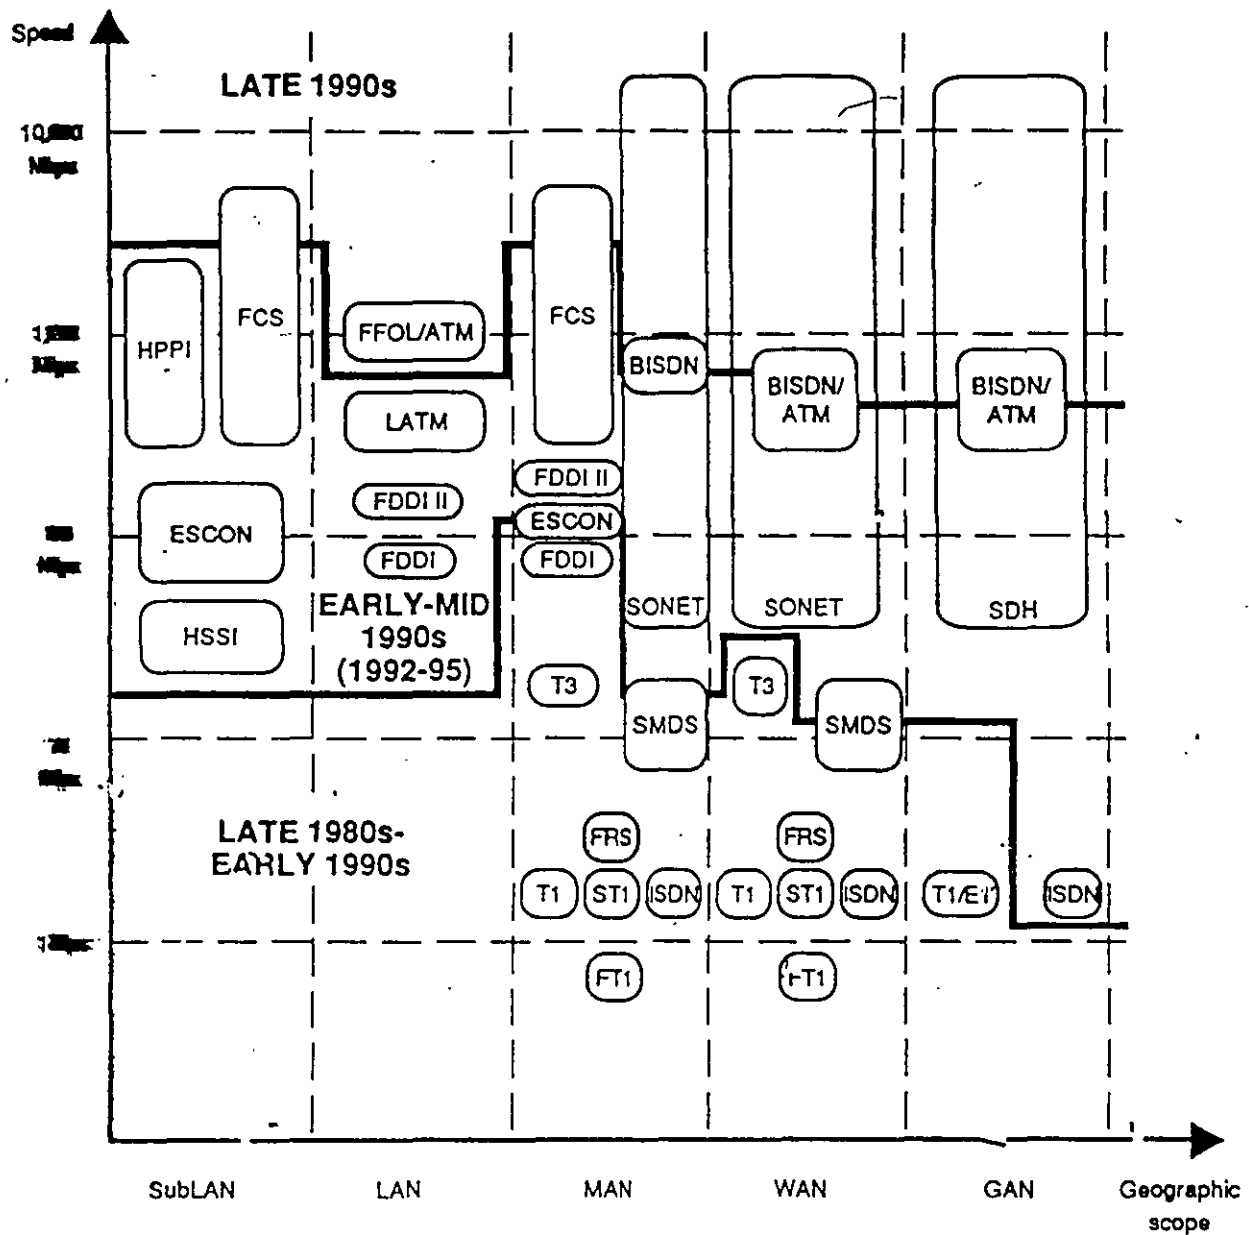 Speed
LATE 1990s
Mbps
FCS
FCS
HPPI
FFOL/ATM
BISDN
BISDN/
ATM
BISDN/
ATM
LATM
FDDI II
FDDI II
ESCON
ESCON
FDDI
FDDI
HSSI
EARLY-MID
1990s
(1992-95)
SONET
SONET
SDH
T3
T3
SMDS
SMDS
LATE 1980s-
EARLY 1990s
FRS
FRS
T1
ST1
ISDN
T1
ST1
ISDN
T1/E1
ISDN
FT1
FT1
SubLAN
LAN
MAN
WAN
GAN
Geographic
scope